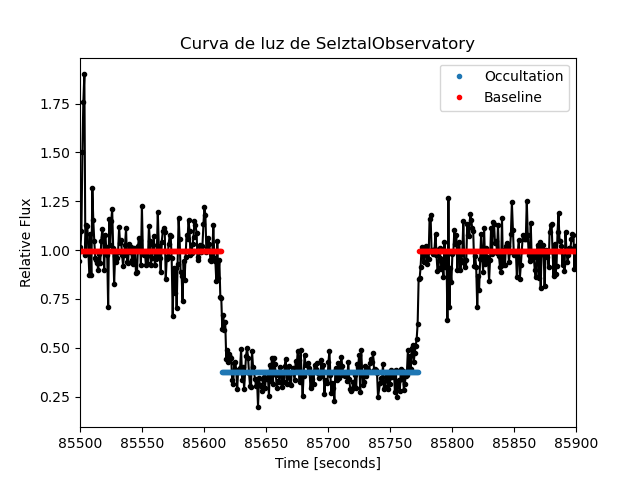 Curva de luz de SelztalObservatory
Occultation
Baseline
Relative Flux
1.75
1.50
1.25
1.00
0.75
0.50
0.25
85500 85550 85600 85650 85700 85750 85800 85850 85900
Time [seconds]